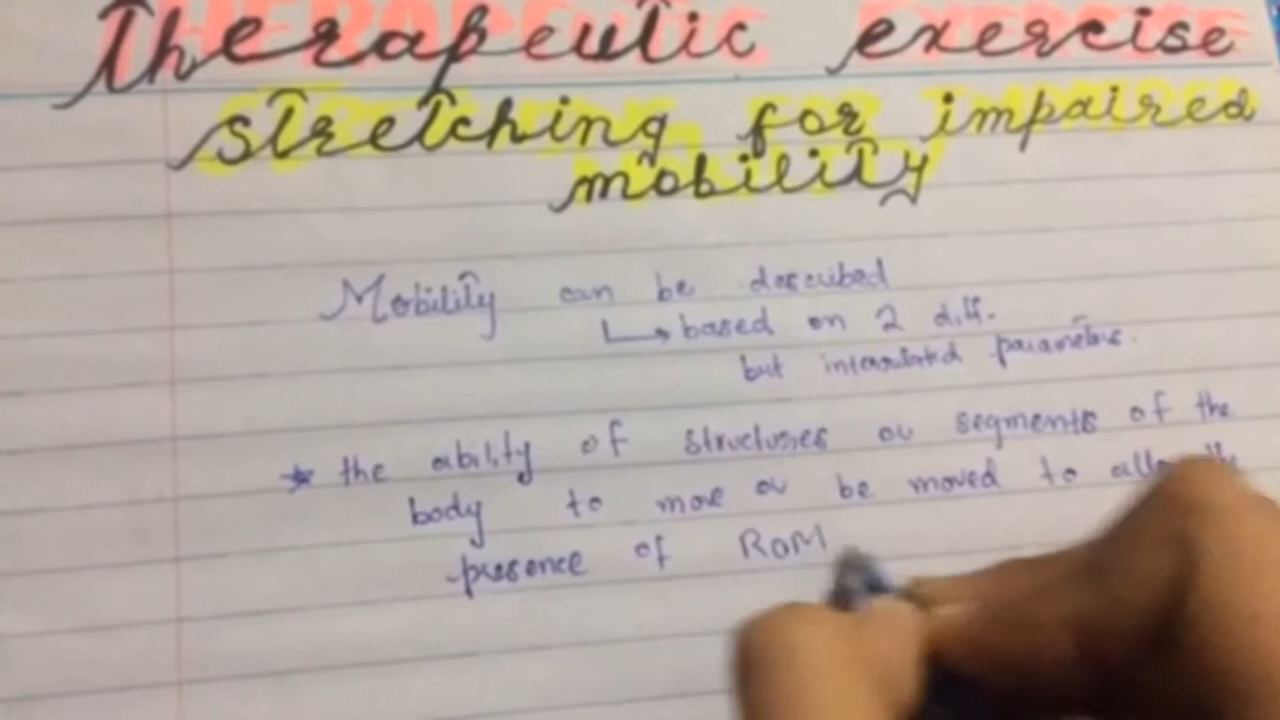 Therapeutic exercise
stretching for impaired
mobility
Mobility can be described
↳ based on 2 diff.
but interrelated parameters.
* the ability of structures or segments of the
body to move or be moved to allow the
presence of ROM